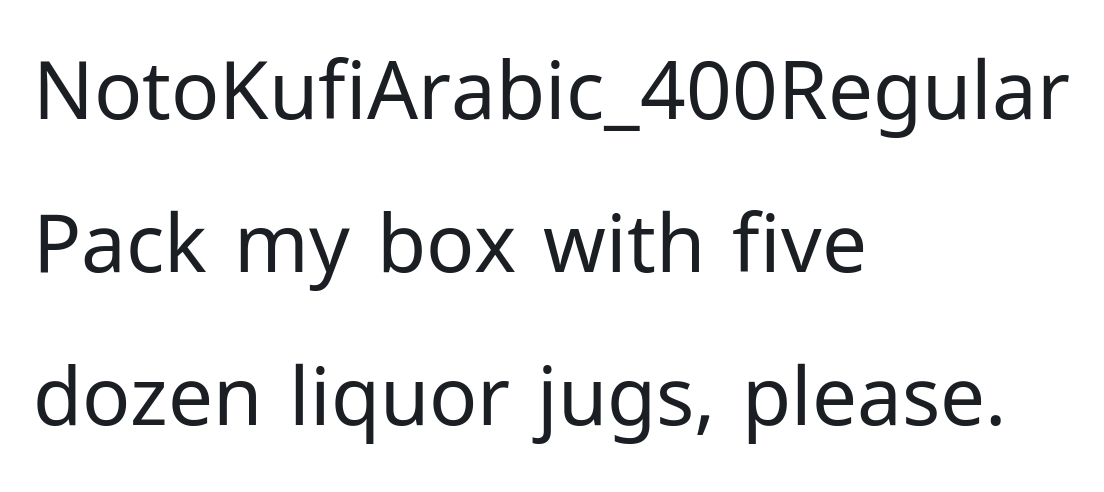 NotoKufiArabic_400Regular
Pack my box with five
dozen liquor jugs, please.